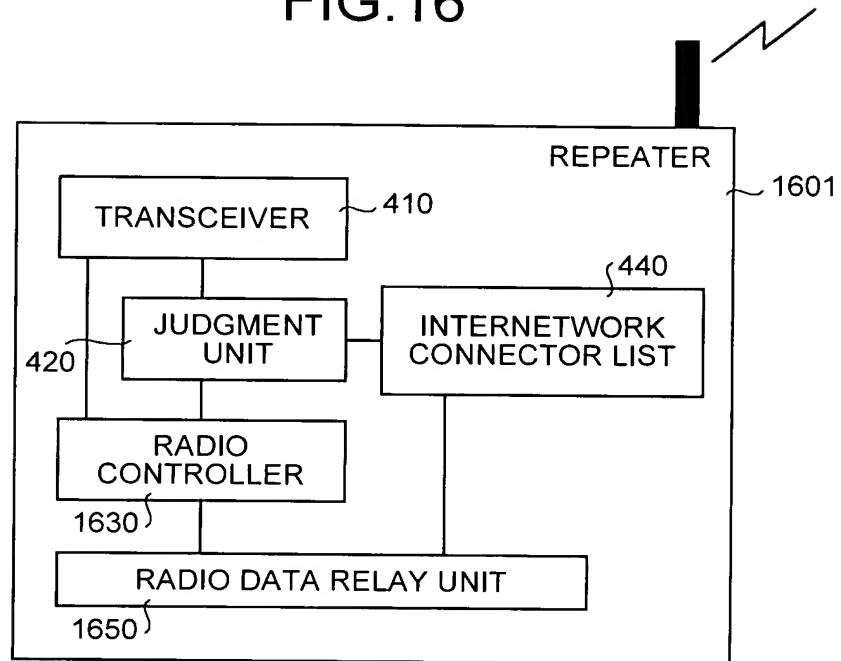 FIG.16
REPEATER
1601
TRANSCEIVER
410
440
JUDGMENT
UNIT
420
INTERNETWORK
CONNECTOR LIST
RADIO
CONTROLLER
1630
RADIO DATA RELAY UNIT
1650